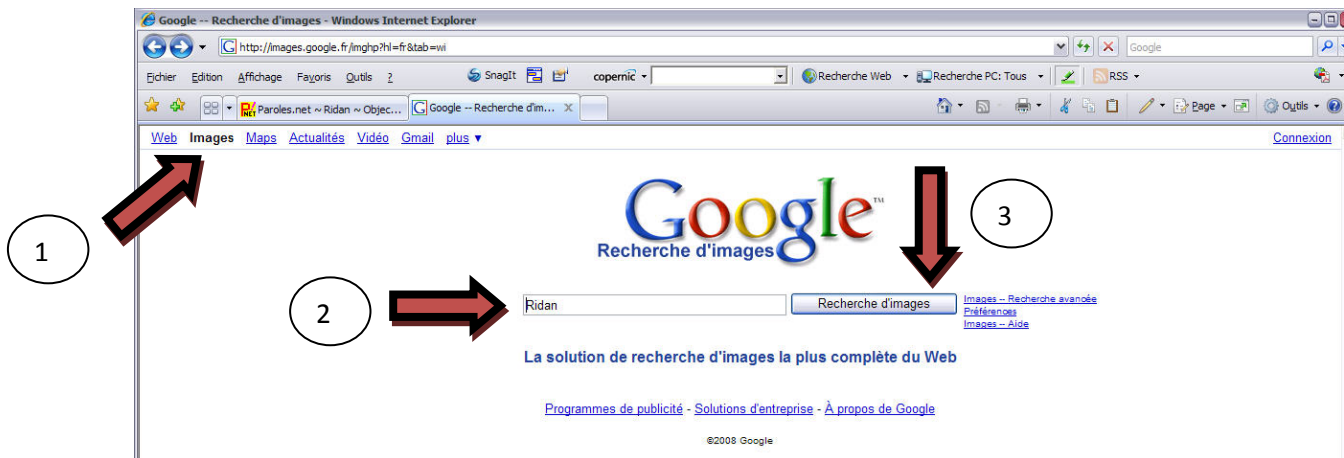 Google -- Recherche d'images - Windows Internet Explorer
http://images.google.fr/imghp?hl=fr&tab=wi
Google
Fichier Edition Affichage Favoris Outils ? SnagIt copernic Recherche Web Recherche PC: Tous RSS
Paroles.net ~ Ridan ~ Objec... Google -- Recherche d'im... X Page Outils
Web Images Maps Actualités Vidéo Gmail plus ▼ Connexion
Google™
Recherche d'images
1
2
3
Ridan Recherche d'images
Images -- Recherche avancée
Préférences
Images -- Aide
La solution de recherche d'images la plus complète du Web
Programmes de publicité - Solutions d'entreprise - À propos de Google
©2008 Google